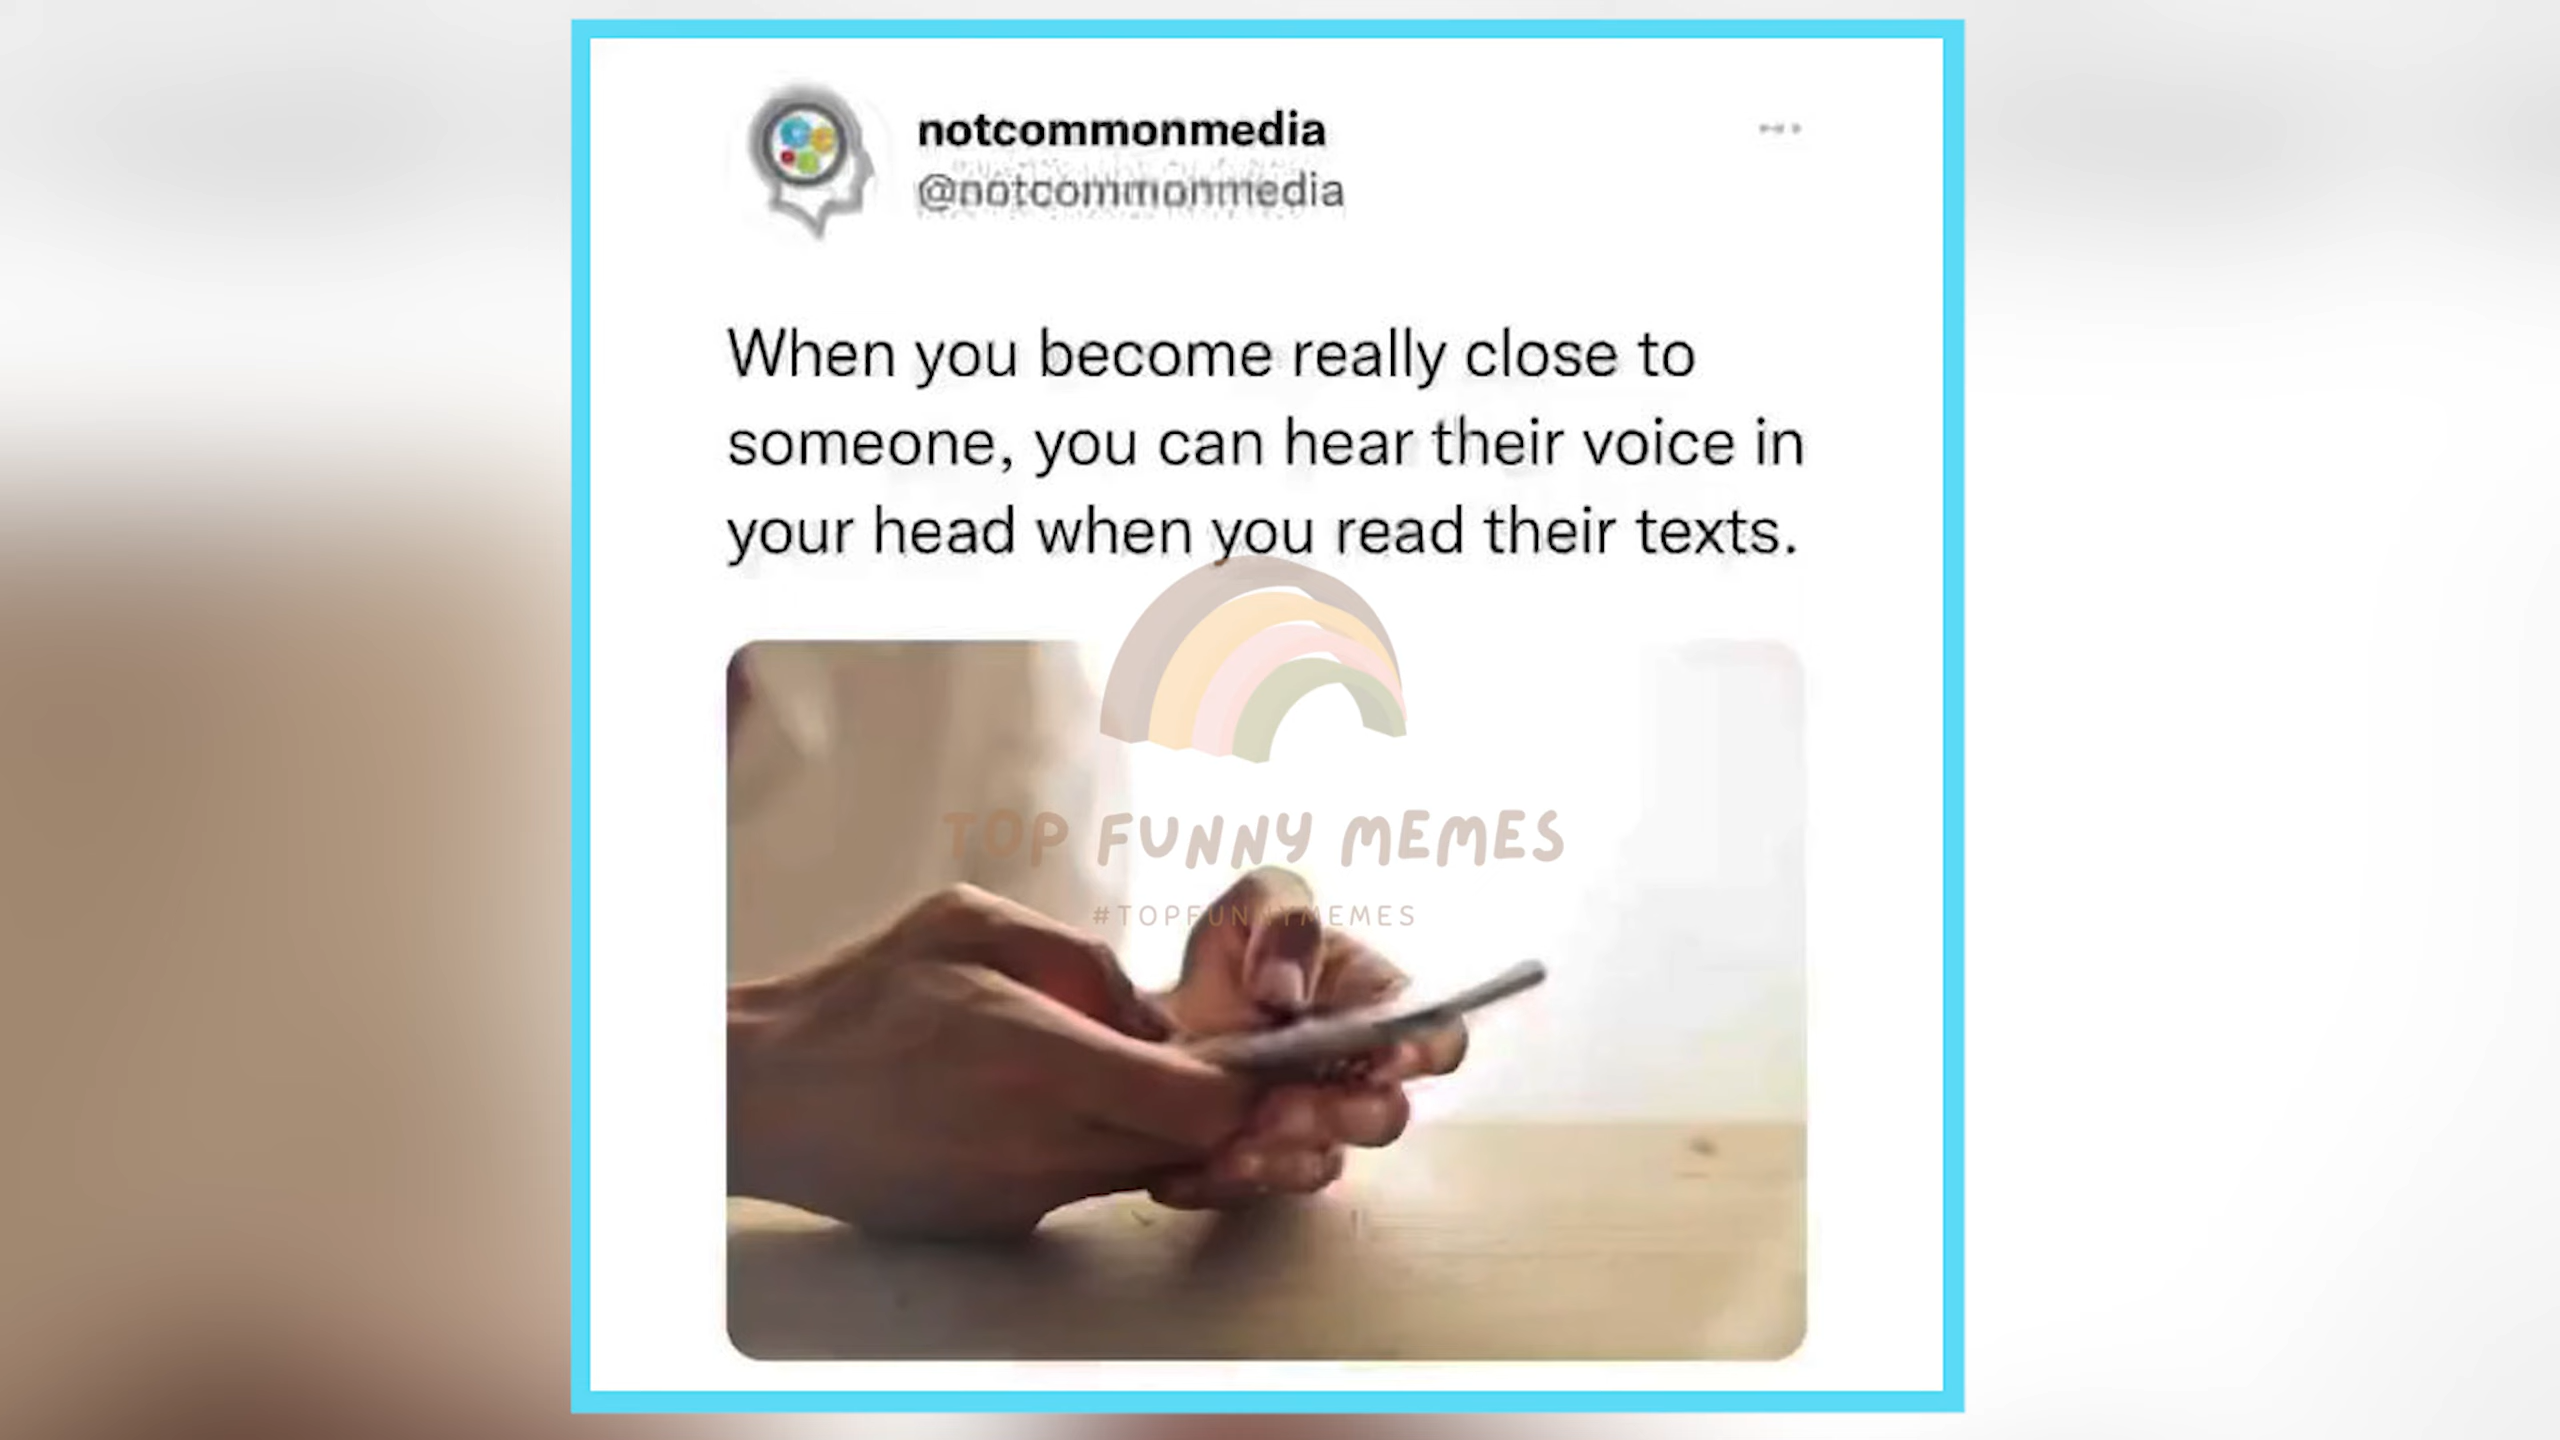 notcommonmedia
@notcommonmedia
When you become really close to
someone, you can hear their voice in
your head when you read their texts.
TOP FUNNY MEMES
#TOPFUNNYMEMES